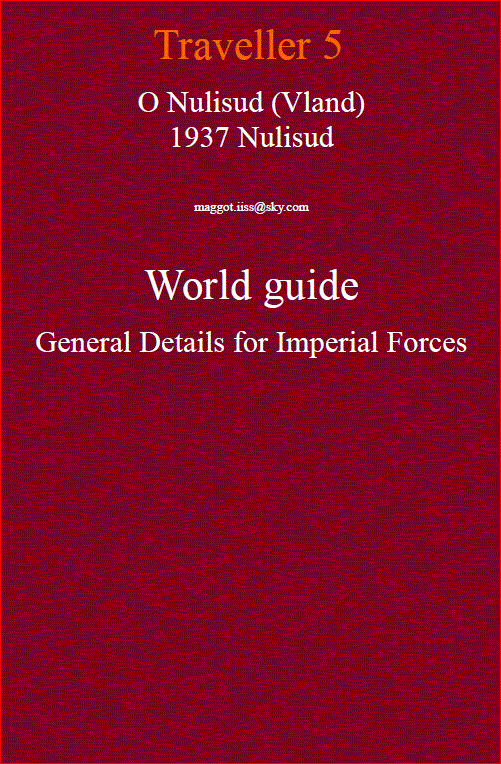 Traveller 5
O Nulisud (Vland)
1937 Nulisud
maggot.iiss@sky.com
World guide
General Details for Imperial Forces